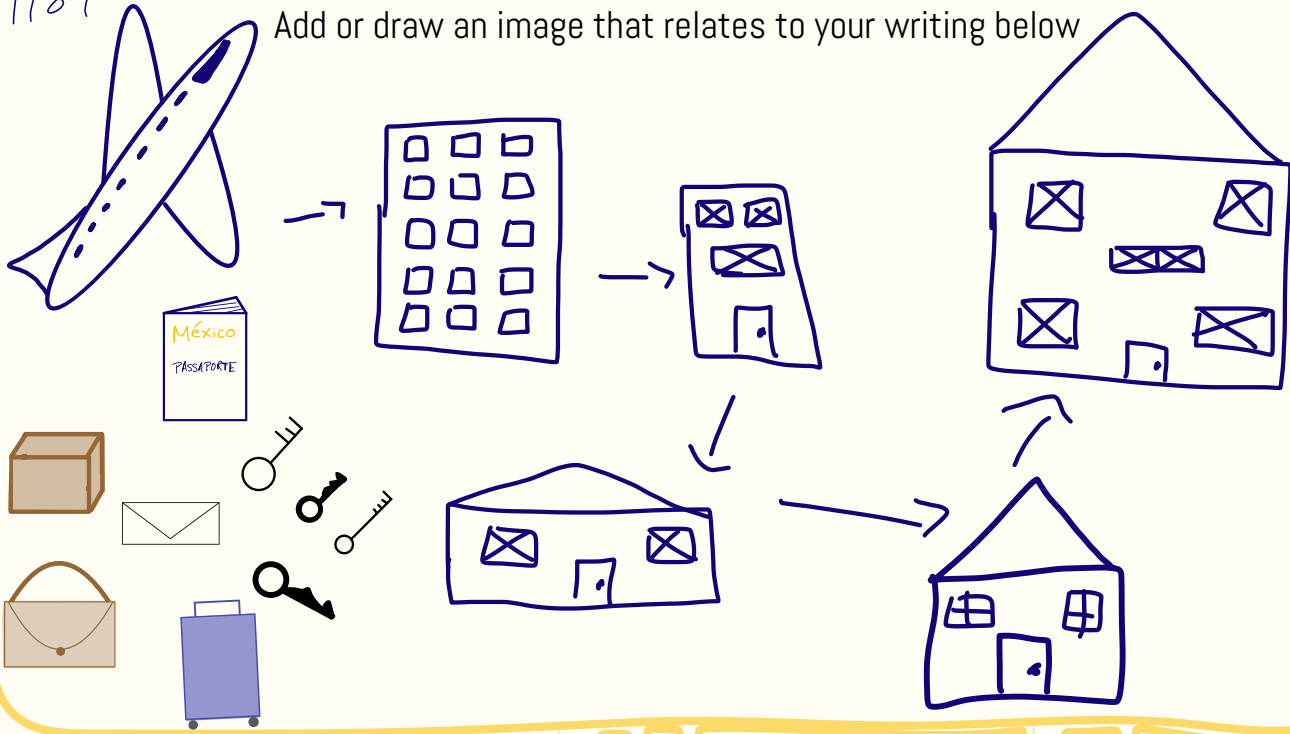 Add or draw an image that relates to your writing below
México
PASSAPORTE